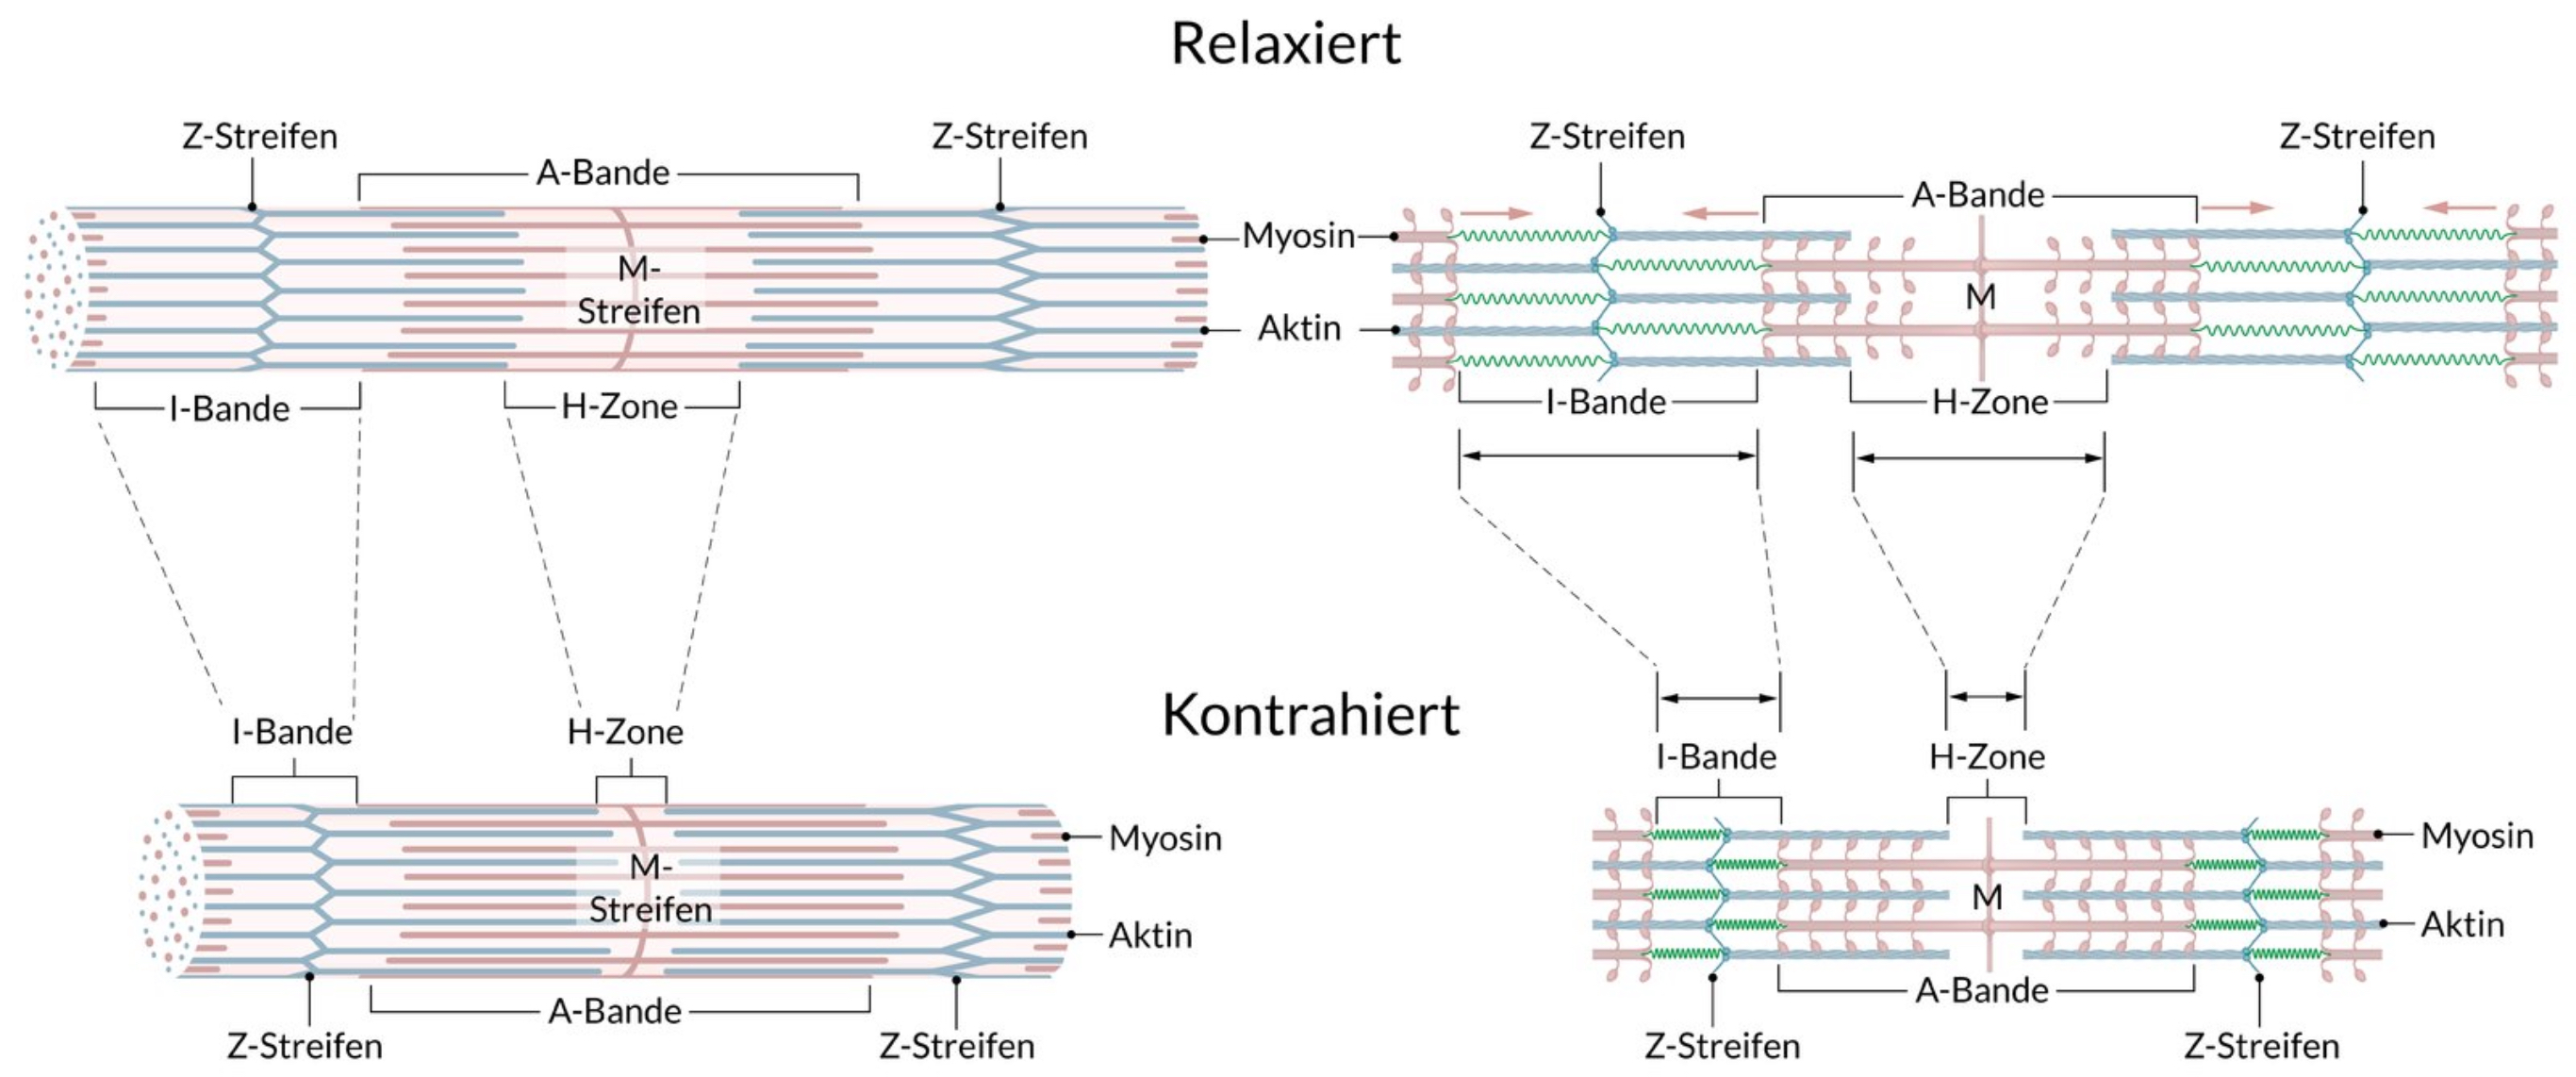 Relaxiert
Z-Streifen
Z-Streifen
A-Bande
M-
Streifen
I-Bande
H-Zone
Myosin
Aktin
Z-Streifen
Z-Streifen
A-Bande
M
I-Bande
H-Zone
Kontrahiert
I-Bande
H-Zone
M-
Streifen
Myosin
Aktin
A-Bande
Z-Streifen
Z-Streifen
I-Bande
H-Zone
M
Myosin
Aktin
A-Bande
Z-Streifen
Z-Streifen